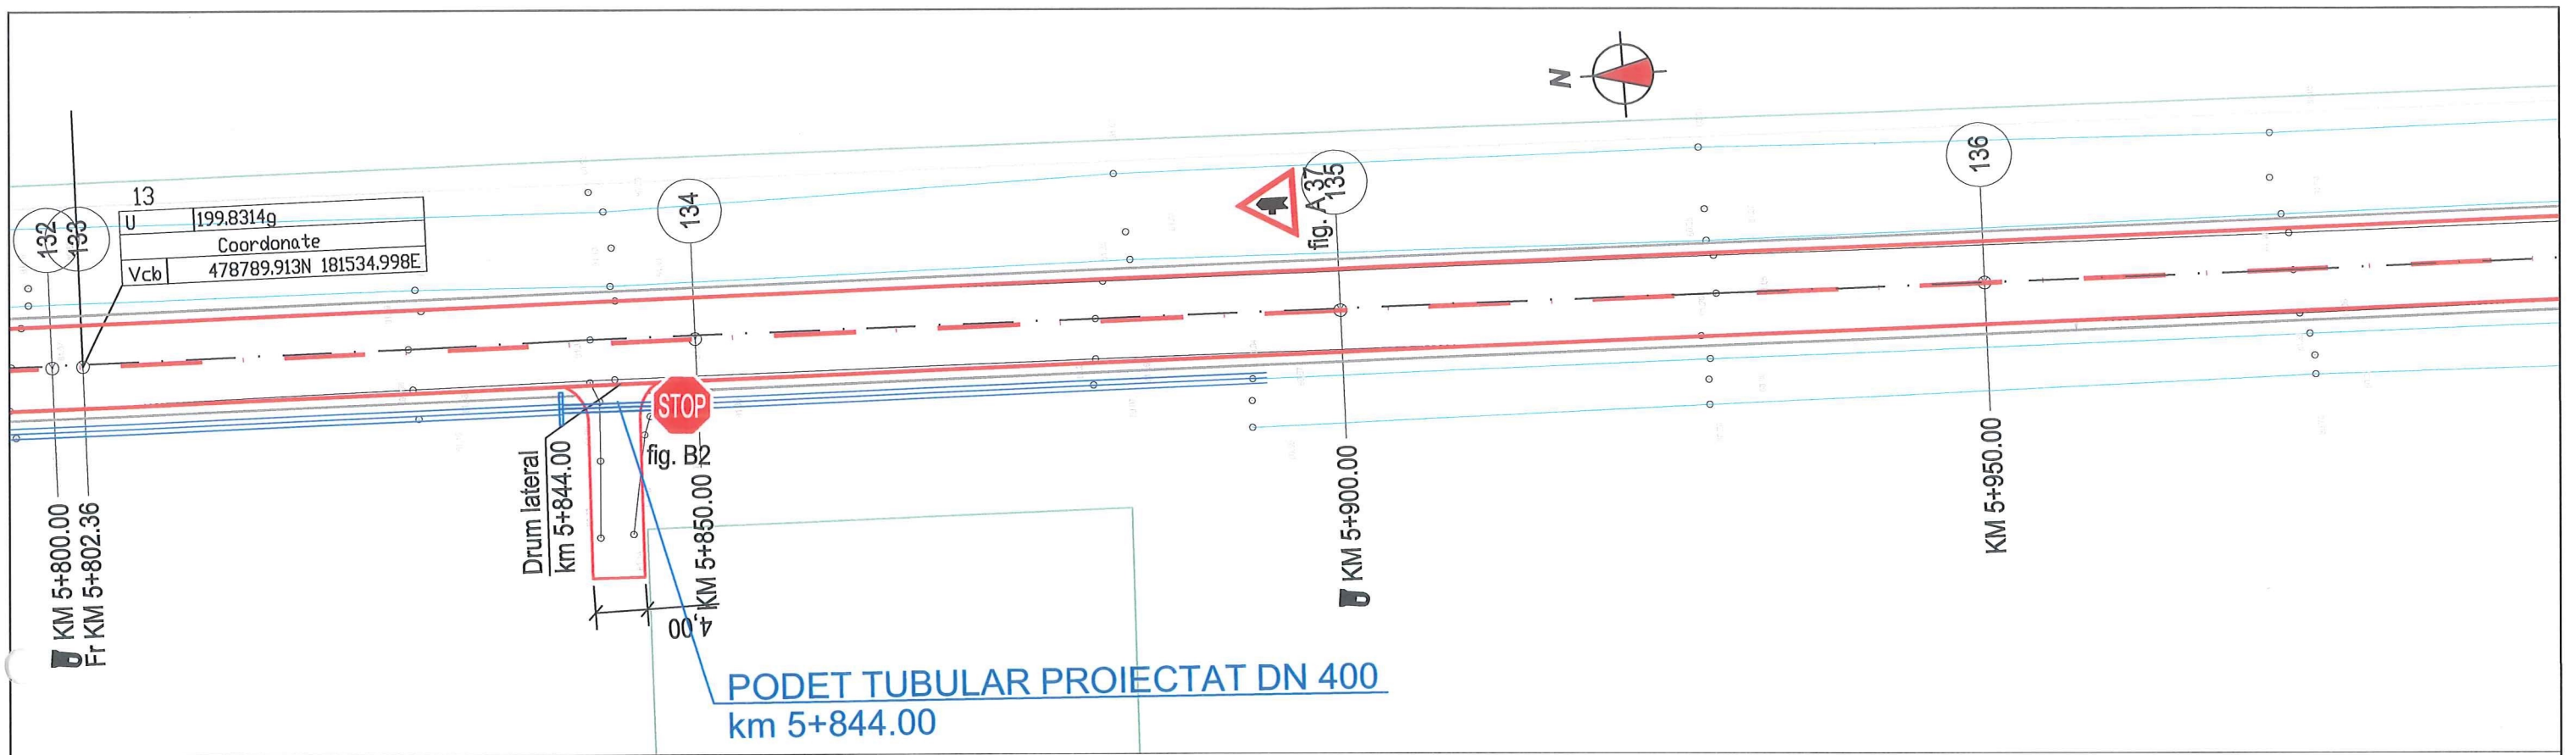 N
13
U 199.8314g
Coordonate
Vcb 478789.913N 181534.998E
132
133
134
135
136
fig. A 37
STOP
fig. B2
Drum lateral
km 5+844.00
KM 5+800.00
Fr KM 5+802.36
KM 5+850.00
KM 5+900.00
KM 5+950.00
4,00
PODET TUBULAR PROIECTAT DN 400
km 5+844.00